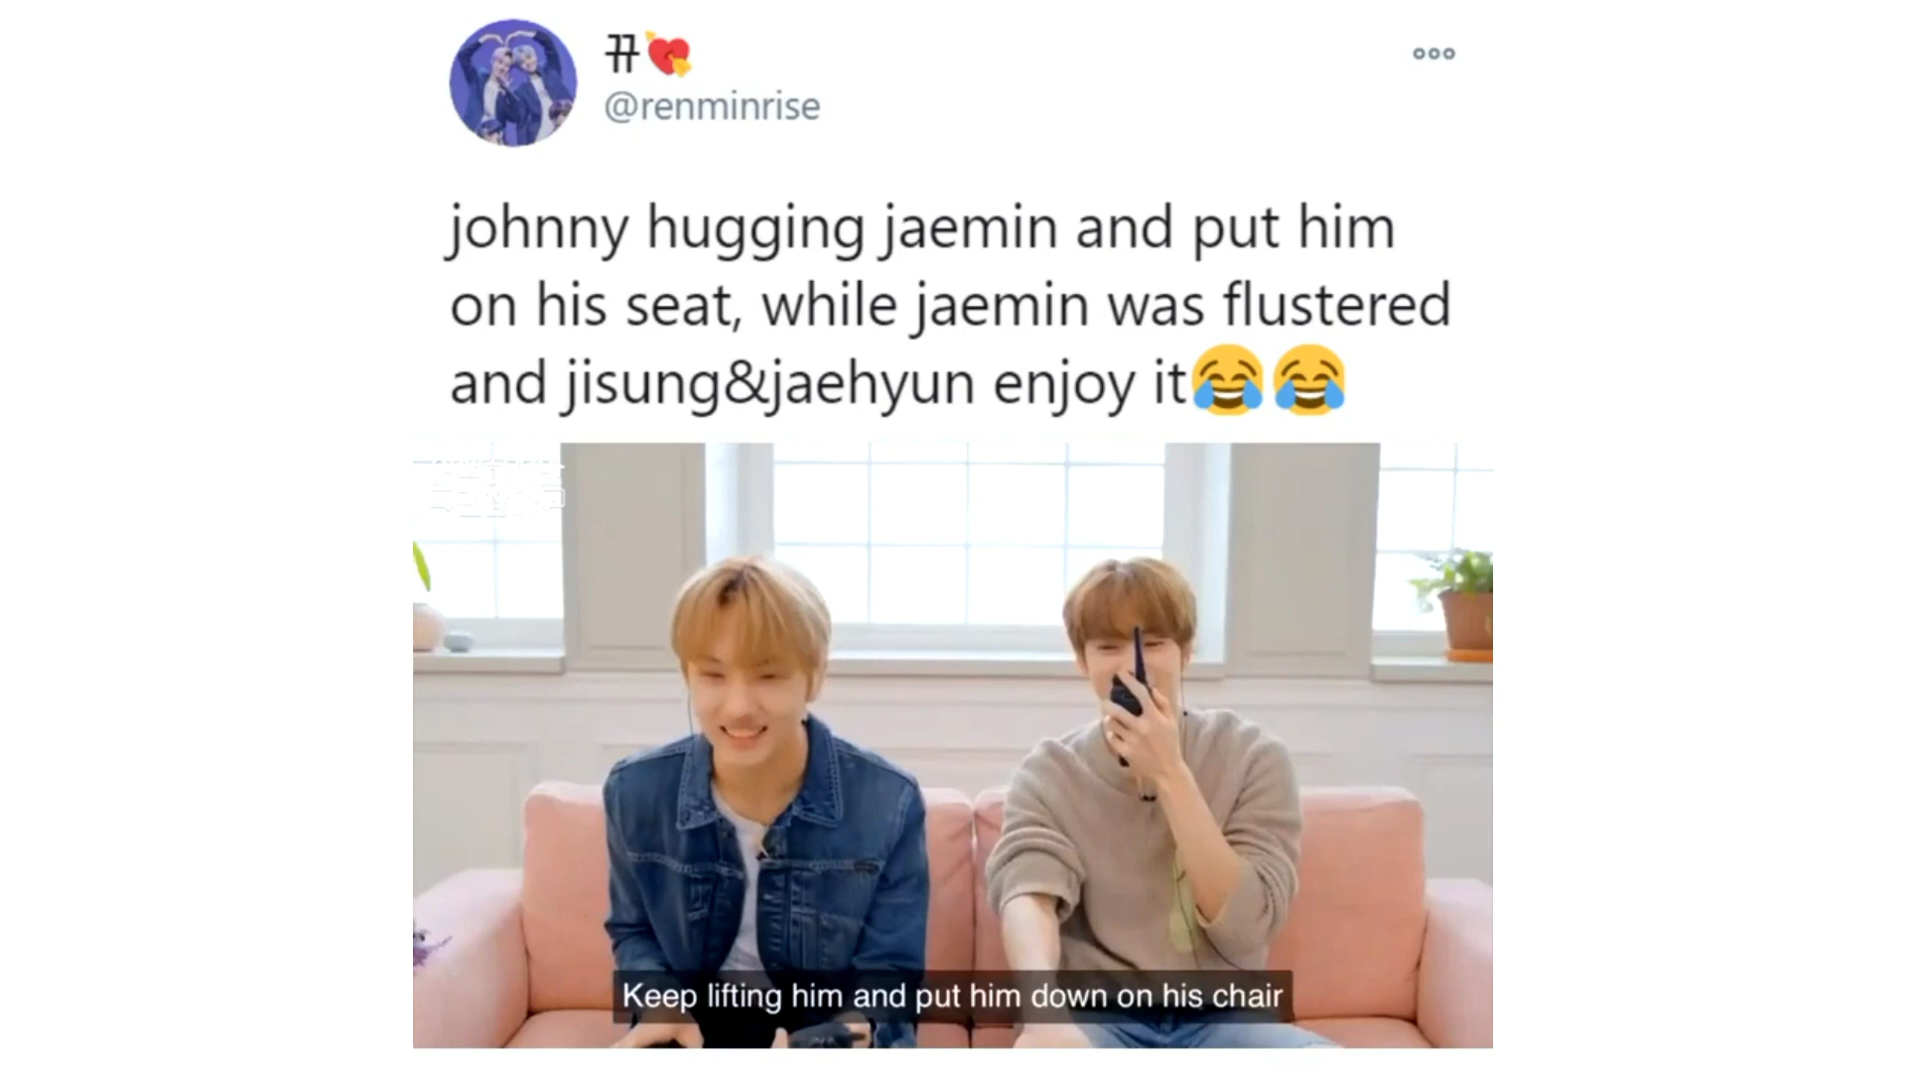 뀨💘
@renminrise
johnny hugging jaemin and put him
on his seat, while jaemin was flustered
and jisung&jaehyun enjoy it😂😂
Keep lifting him and put him down on his chair